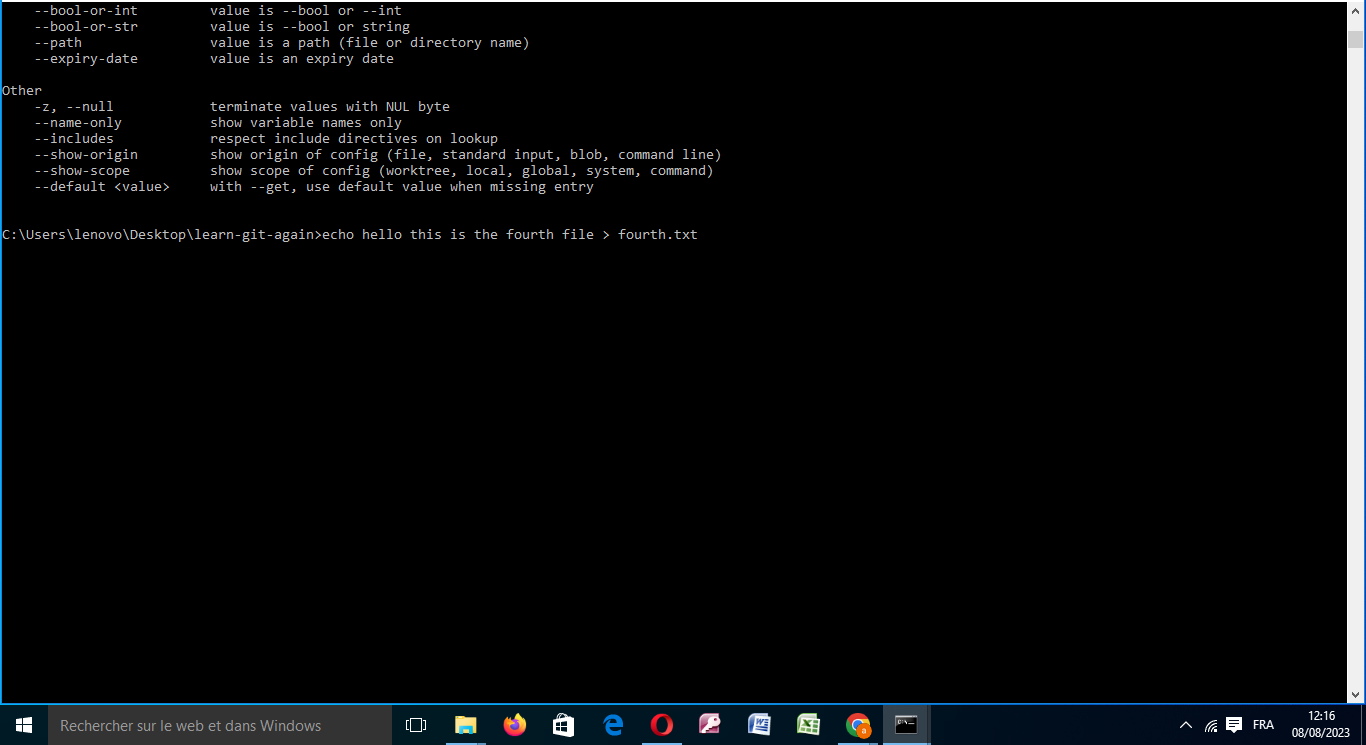 --bool-or-int         value is --bool or --int
--bool-or-str         value is --bool or string
--path                value is a path (file or directory name)
--expiry-date         value is an expiry date
Other
-z, --null            terminate values with NUL byte
--name-only           show variable names only
--includes            respect include directives on lookup
--show-origin         show origin of config (file, standard input, blob, command line)
--show-scope          show scope of config (worktree, local, global, system, command)
--default <value>     with --get, use default value when missing entry
C:\Users\lenovo\Desktop\learn-git-again>echo hello this is the fourth file > fourth.txt
Rechercher sur le web et dans Windows
a
FRA
12:16
08/08/2023